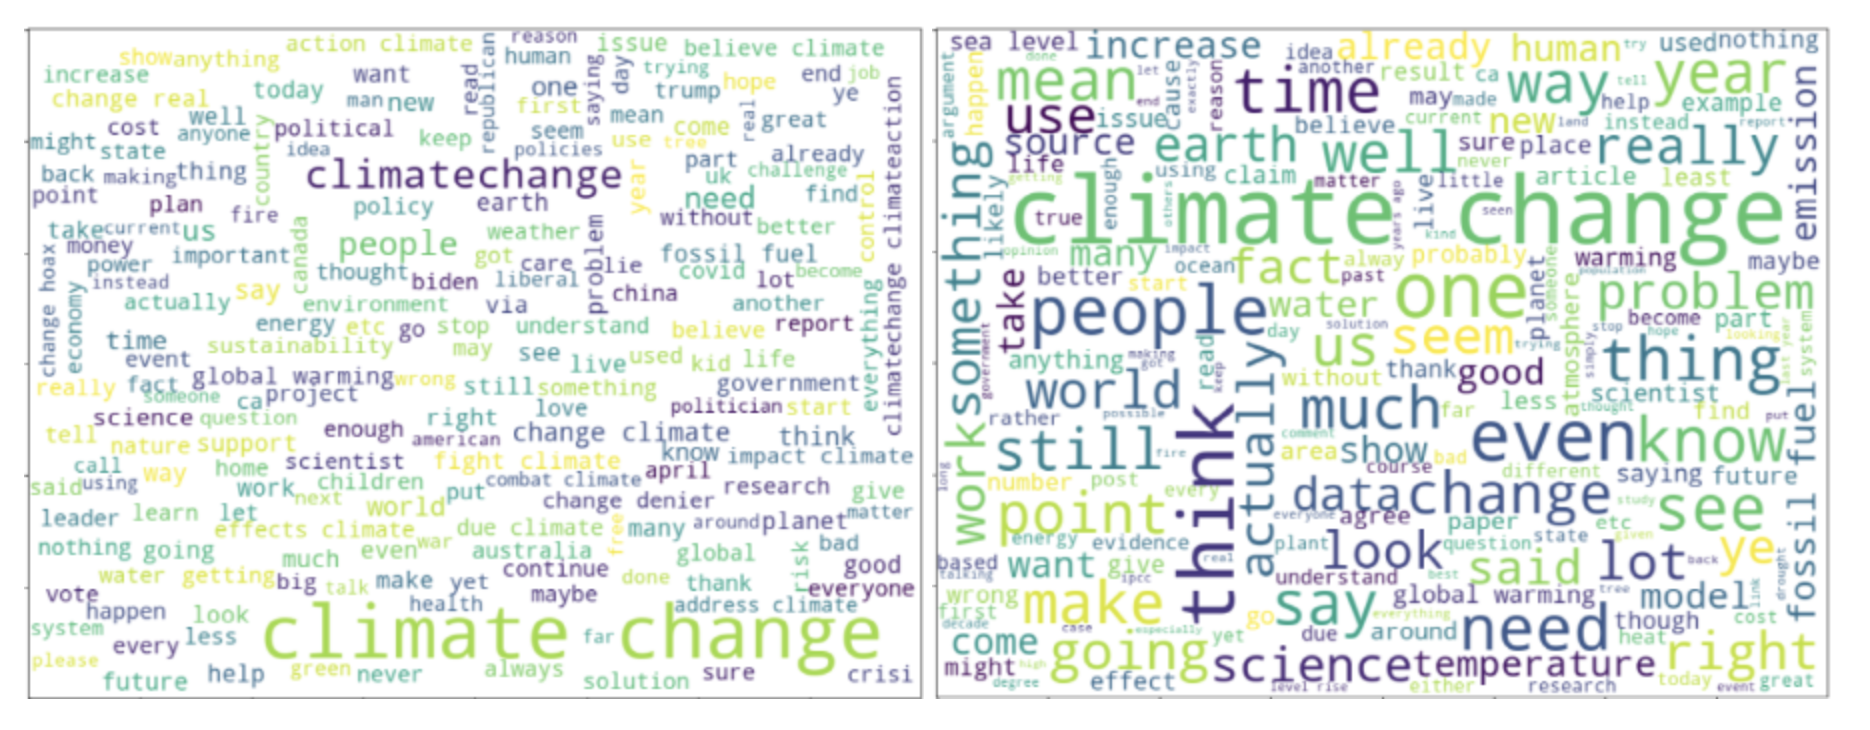 reason
action climate
republican
human
issue
believe climate
showanything
saying
day
trying
increase
want
read
one
trump
hope
end
job
change real
today
man
new
first
ye
well
mean
real
great
cost
anyone
political
keep
seem
use
come
tree
might
state
country
idea
policies
already
back
making
thing
climatechange
year
part
uk
challenge
point
plan
need
find
control
climatechange climateaction
fire
policy
earth
without
better
take
current
us
canada
people
weather
problem
fossil fuel
money
important
got
care
lie
covid
become
power
thought
biden
liberal
lot
change hoax
instead
say
china
economy
actually
environment
via
another
everything
energy
etc
go
stop
understand
believe
report
time
sustainability
may
see
live
used
kid
life
event
global warming
wrong
still
something
government
really
fact
someone
ca
project
love
politician
start
science
question
right
enough
american
change climate
think
tell
nature
support
know
impact climate
call
way
home
scientist
fight climate
april
said
using
work
children
combat climate
research
give
next
put
change denier
matter
leader
learn
let
world
effects climate
due climate
free
many
around
planet
nothing
going
much
even
war
australia
global
risk
bad
water
getting
big
talk
make
yet
continue
done
thank
good
everyone
vote
health
maybe
address climate
happen
look
climate change
system
every
less
far
please
future
help
green
never
always
solution
sure
crisi
sea level
increase
idea
already
human
try
used
nothing
done
another
argument
happen
mean
let
cause
exactly
reason
time
result
ca
way
tell
year
end
may
made
help
example
use
issue
believe
current
new
land
instead
report
emission
source
earth
well
sure
place
really
never
life
getting
using
claim
matter
little
article
least
something
likely
true
enough
others
climate change
years ago
live
seen
kind
opinion
many
impact
ocean
fact
alway
probably
warming
maybe
take
better
start
past
one
planet
someone
population
problem
people
water
atmosphere
become
part
day
solution
seem
stop
hope
looking
government
anything
making
got
read
keep
us
trying
simply
thing
last year
system
world
actually
without
thank
good
less
scientist
rather
possible
much
far
thought
find
put
work
still
think
comment
area
show
bad
even
know
fuel
fire
course
different
saying
future
long
number
post
every
data
change
study
see
point
everyone
agree
paper
etc
energy
evidence
plant
look
question
state
given
fossil
based
talking
want
give
real
said
lot
back
ye
ipcc
understand
best
wrong
make
say
global warming
tree
model
link
drought
first
go
everything
cost
decade
case
especially
come
yet
due
around
need
though
heat
might
high
going
science
temperature
right
degree
effect
level rise
either
research
today
event
great